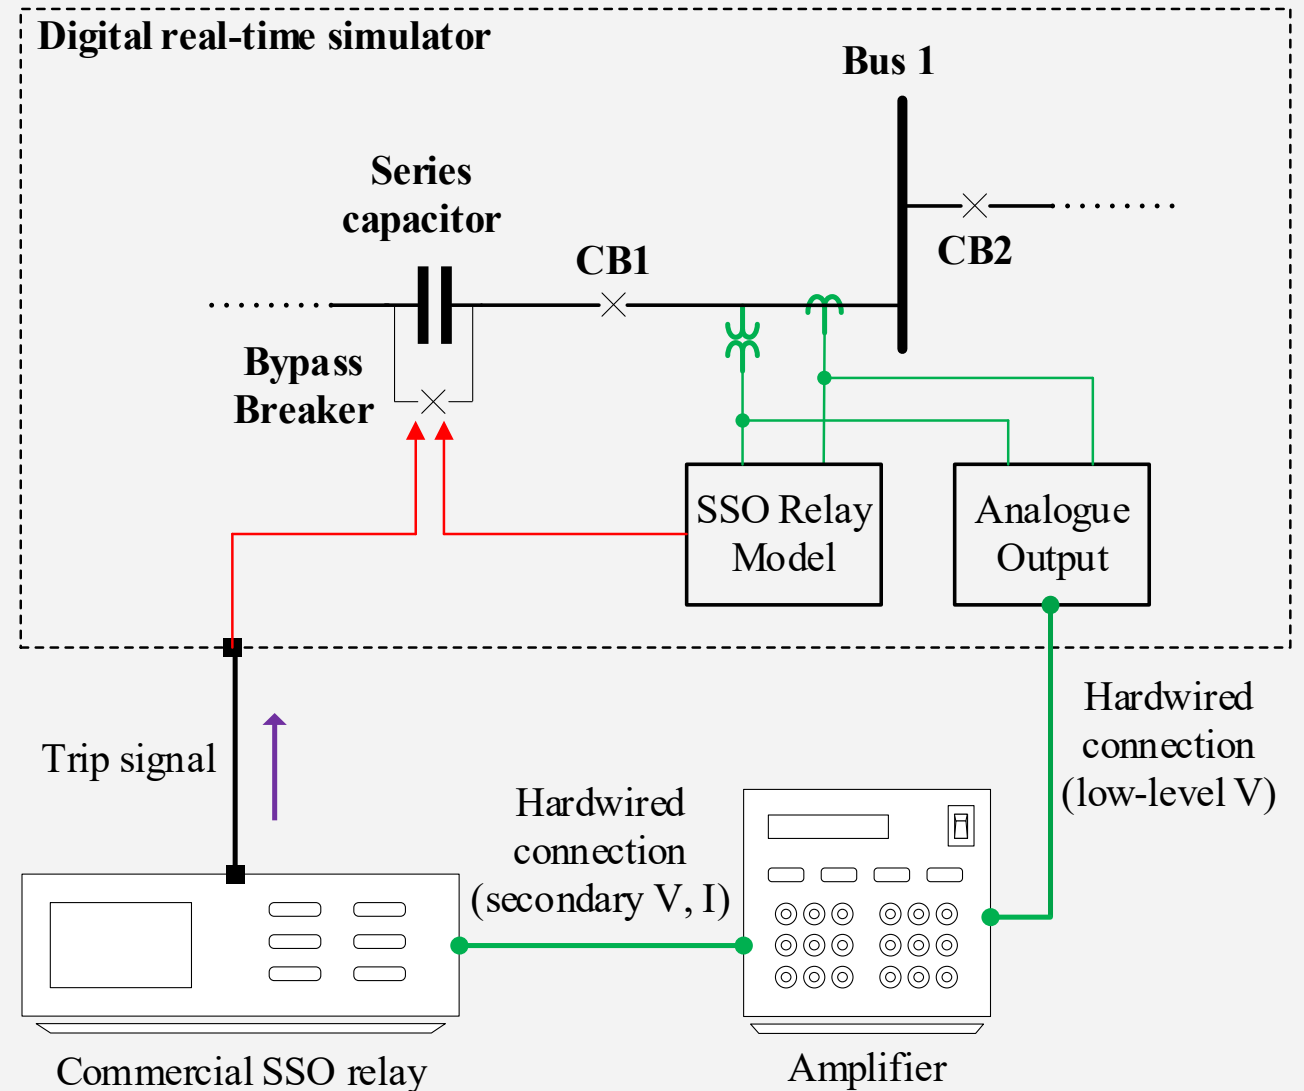 Digital real-time simulator
Bus 1
Series
capacitor
CB1
CB2
Bypass
Breaker
SSO Relay
Model
Analogue
Output
Trip signal
Hardwired
connection
(secondary V, I)
Hardwired
connection
(low-level V)
Commercial SSO relay
Amplifier